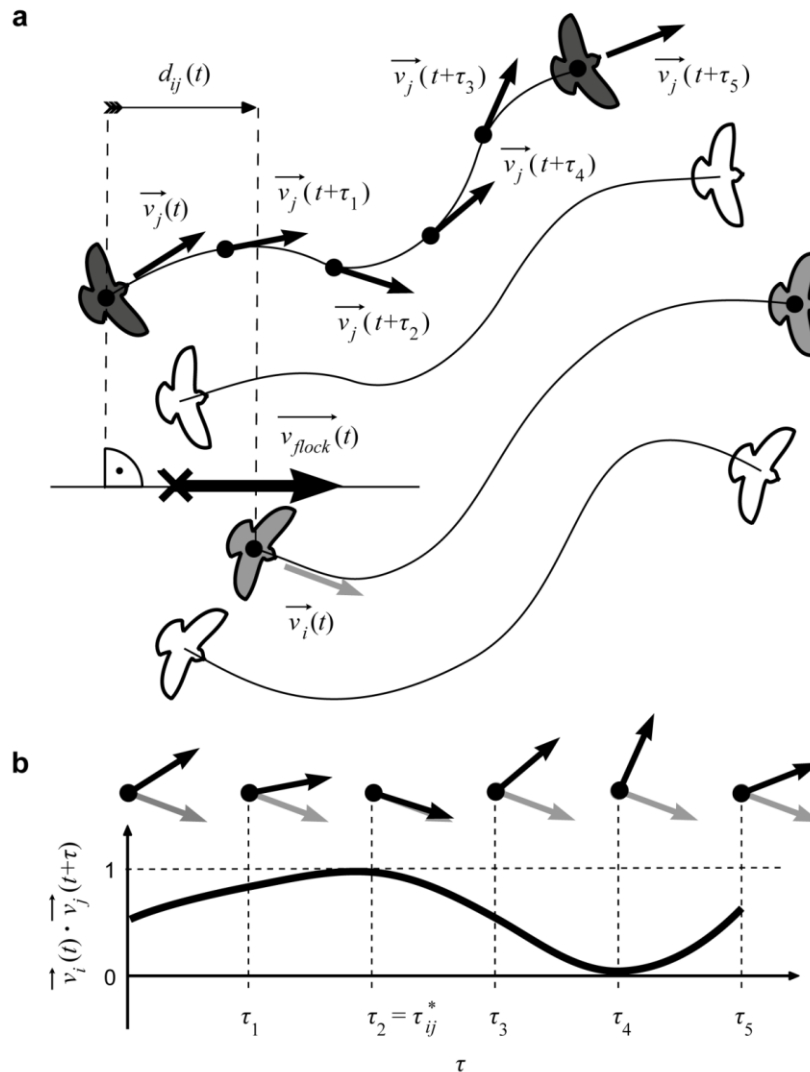 a
d_ij(t)
v_j(t+τ_3)
v_j(t+τ_5)
v_j(t)
v_j(t+τ_1)
v_j(t+τ_4)
v_j(t+τ_2)
v_flock(t)
v_i(t)
b
v_i(t) · v_j(t+τ)
1
0
τ_1 τ_2 = τ*_ij τ_3 τ_4 τ_5
τ